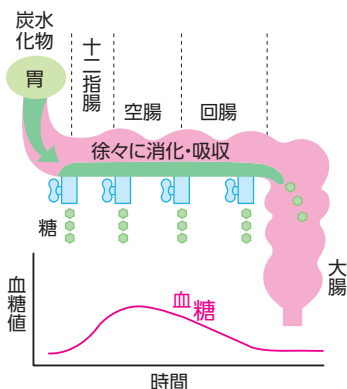 炭水
化物
胃
十二指腸
空腸
回腸
徐々に消化・吸収
糖
大腸
血糖値
血糖
時間